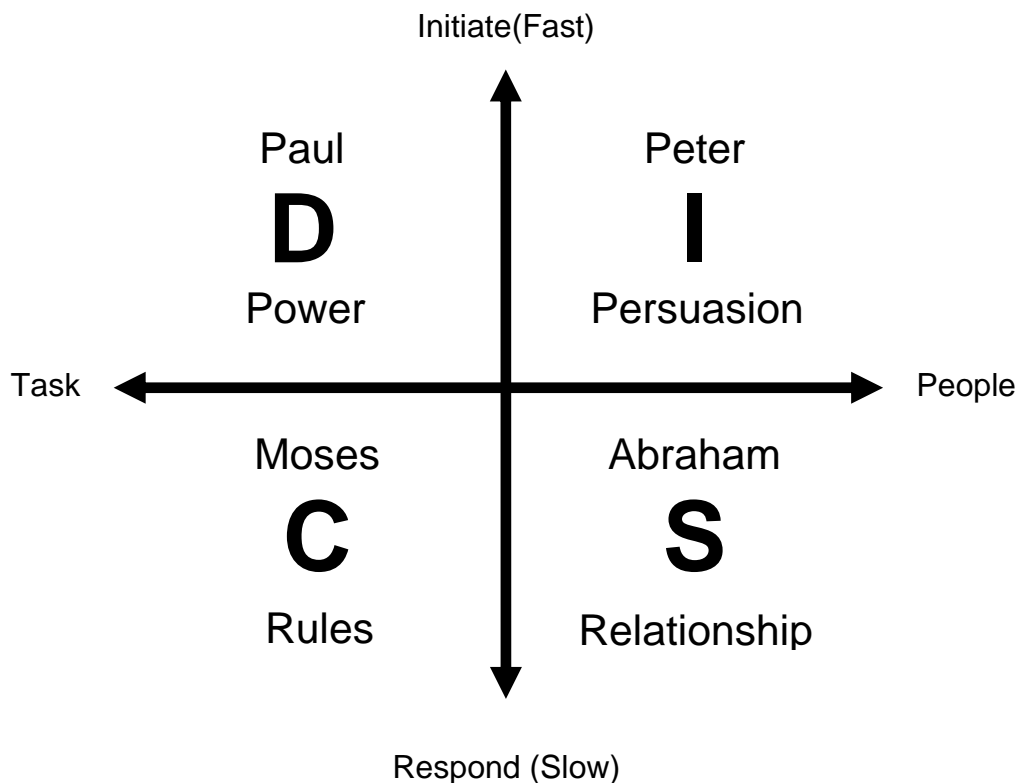 Initiate(Fast)
Paul Peter
D I
Power Persuasion
Task People
Moses Abraham
C S
Rules Relationship
Respond (Slow)